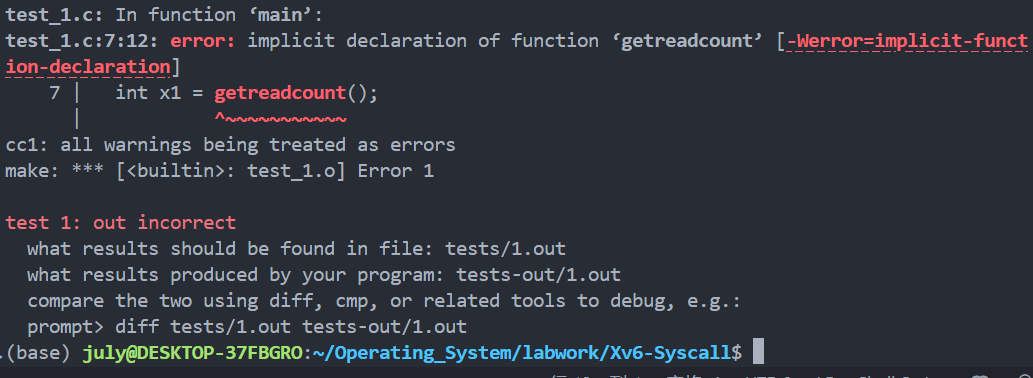 test_1.c: In function ‘main’:
test_1.c:7:12: error: implicit declaration of function ‘getreadcount’ [-Werror=implicit-funct
ion-declaration]
    7 |   int x1 = getreadcount();
      |            ^~~~~~~~~~~~
cc1: all warnings being treated as errors
make: *** [<builtin>: test_1.o] Error 1
test 1: out incorrect
  what results should be found in file: tests/1.out
  what results produced by your program: tests-out/1.out
  compare the two using diff, cmp, or related tools to debug, e.g.:
  prompt> diff tests/1.out tests-out/1.out
.(base) july@DESKTOP-37FBGRO:~/Operating_System/labwork/Xv6-Syscall$